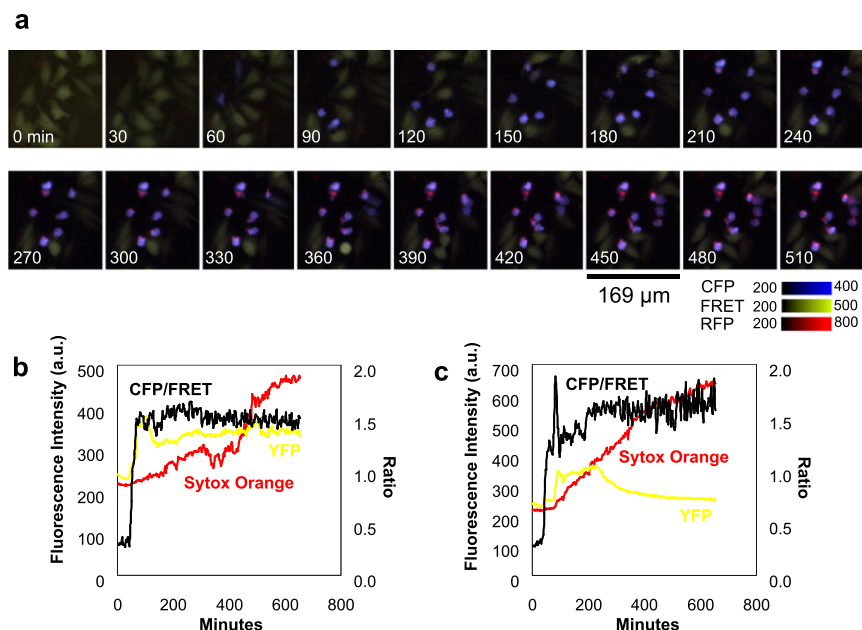 a
0 min 30 60 90 120 150 180 210 240
270 300 330 360 390 420 450 480 510
169 µm
CFP 200 400
FRET 200 500
RFP 200 800
b
Fluorescence Intensity (a.u.)
500
400
300
200
100
0
CFP/FRET
YFP
Sytox Orange
2.0
1.5
1.0
0.5
0.0
Ratio
0 200 400 600 800
Minutes
c
Fluorescence Intensity (a.u.)
700
600
500
400
300
200
100
0
CFP/FRET
Sytox Orange
YFP
2.0
1.5
1.0
0.5
0.0
Ratio
0 200 400 600 800
Minutes